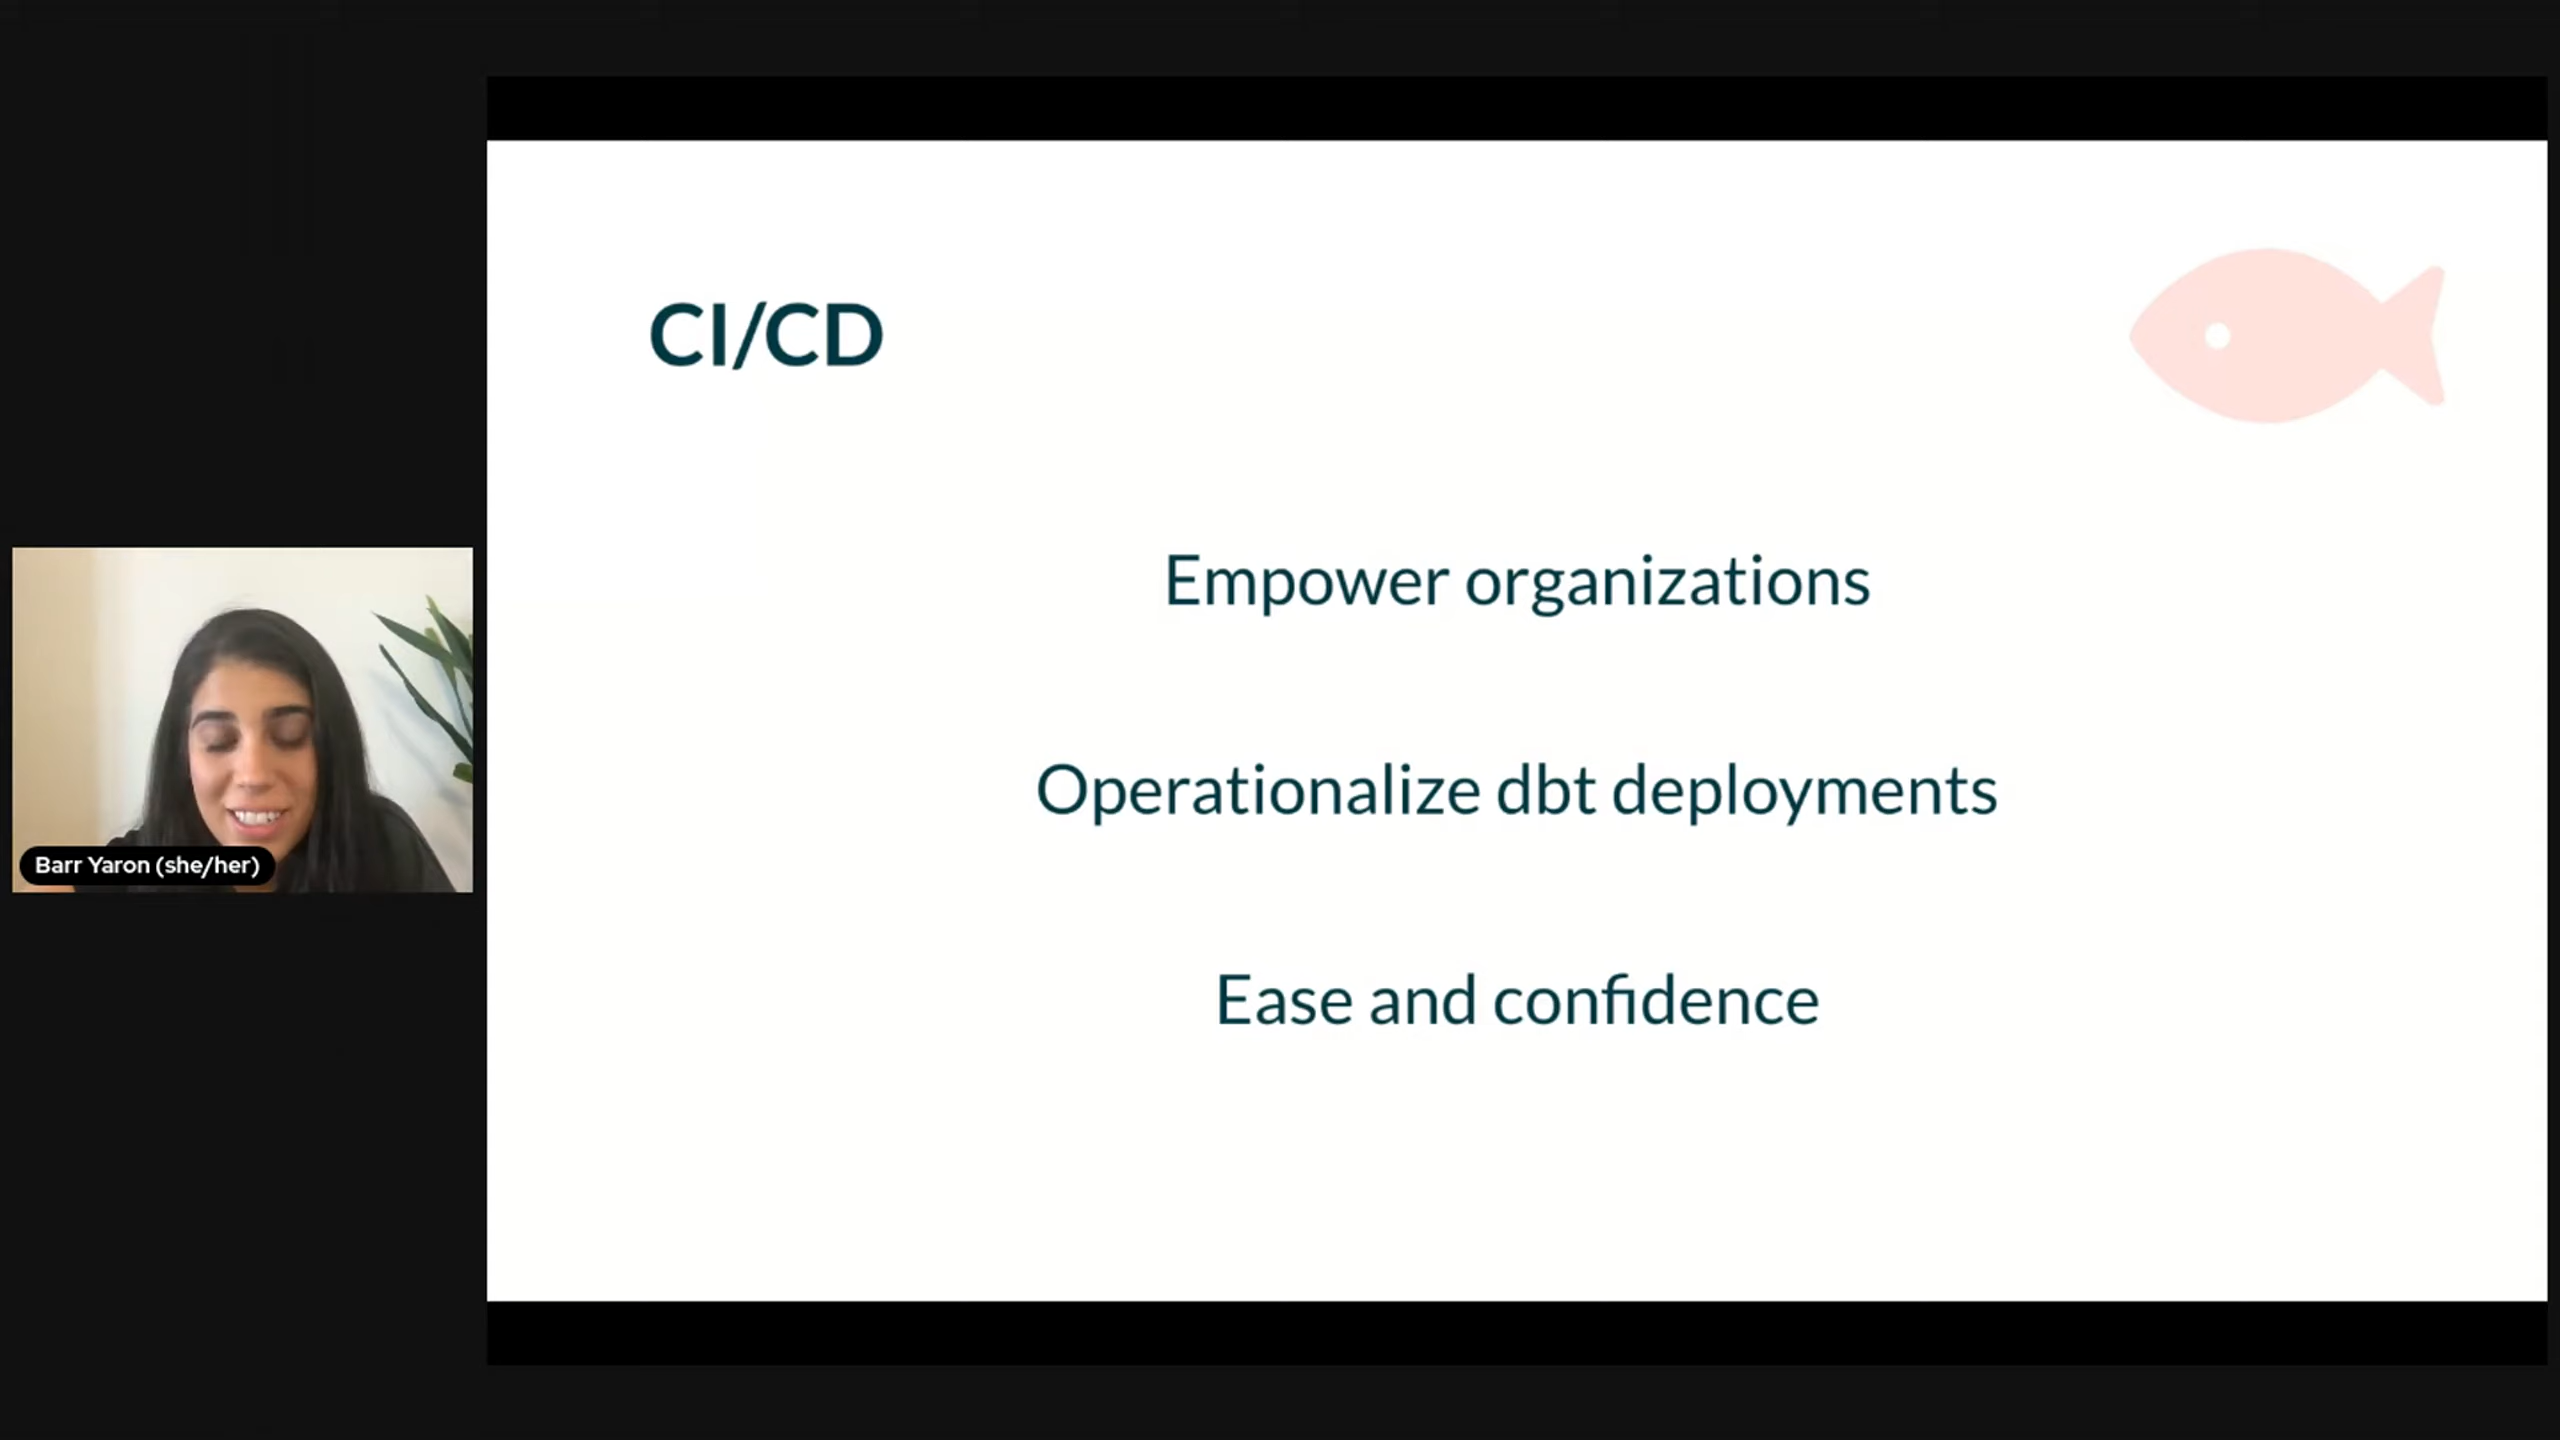 CI/CD
Empower organizations
Operationalize dbt deployments
Ease and confidence
Barr Yaron (she/her)